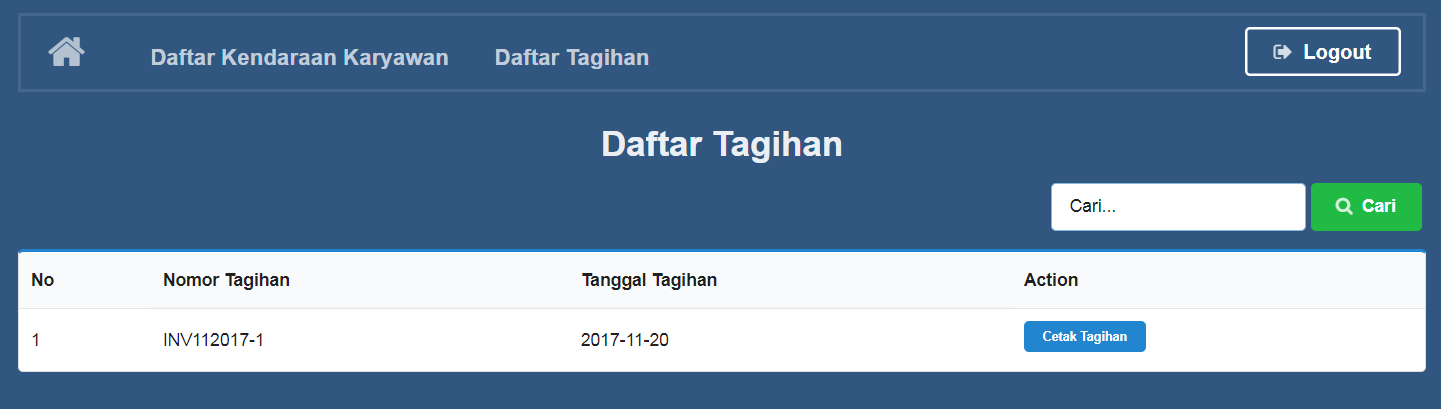 Daftar Kendaraan Karyawan Daftar Tagihan Logout
Daftar Tagihan
Cari... Cari
No Nomor Tagihan Tanggal Tagihan Action
1 INV112017-1 2017-11-20 Cetak Tagihan